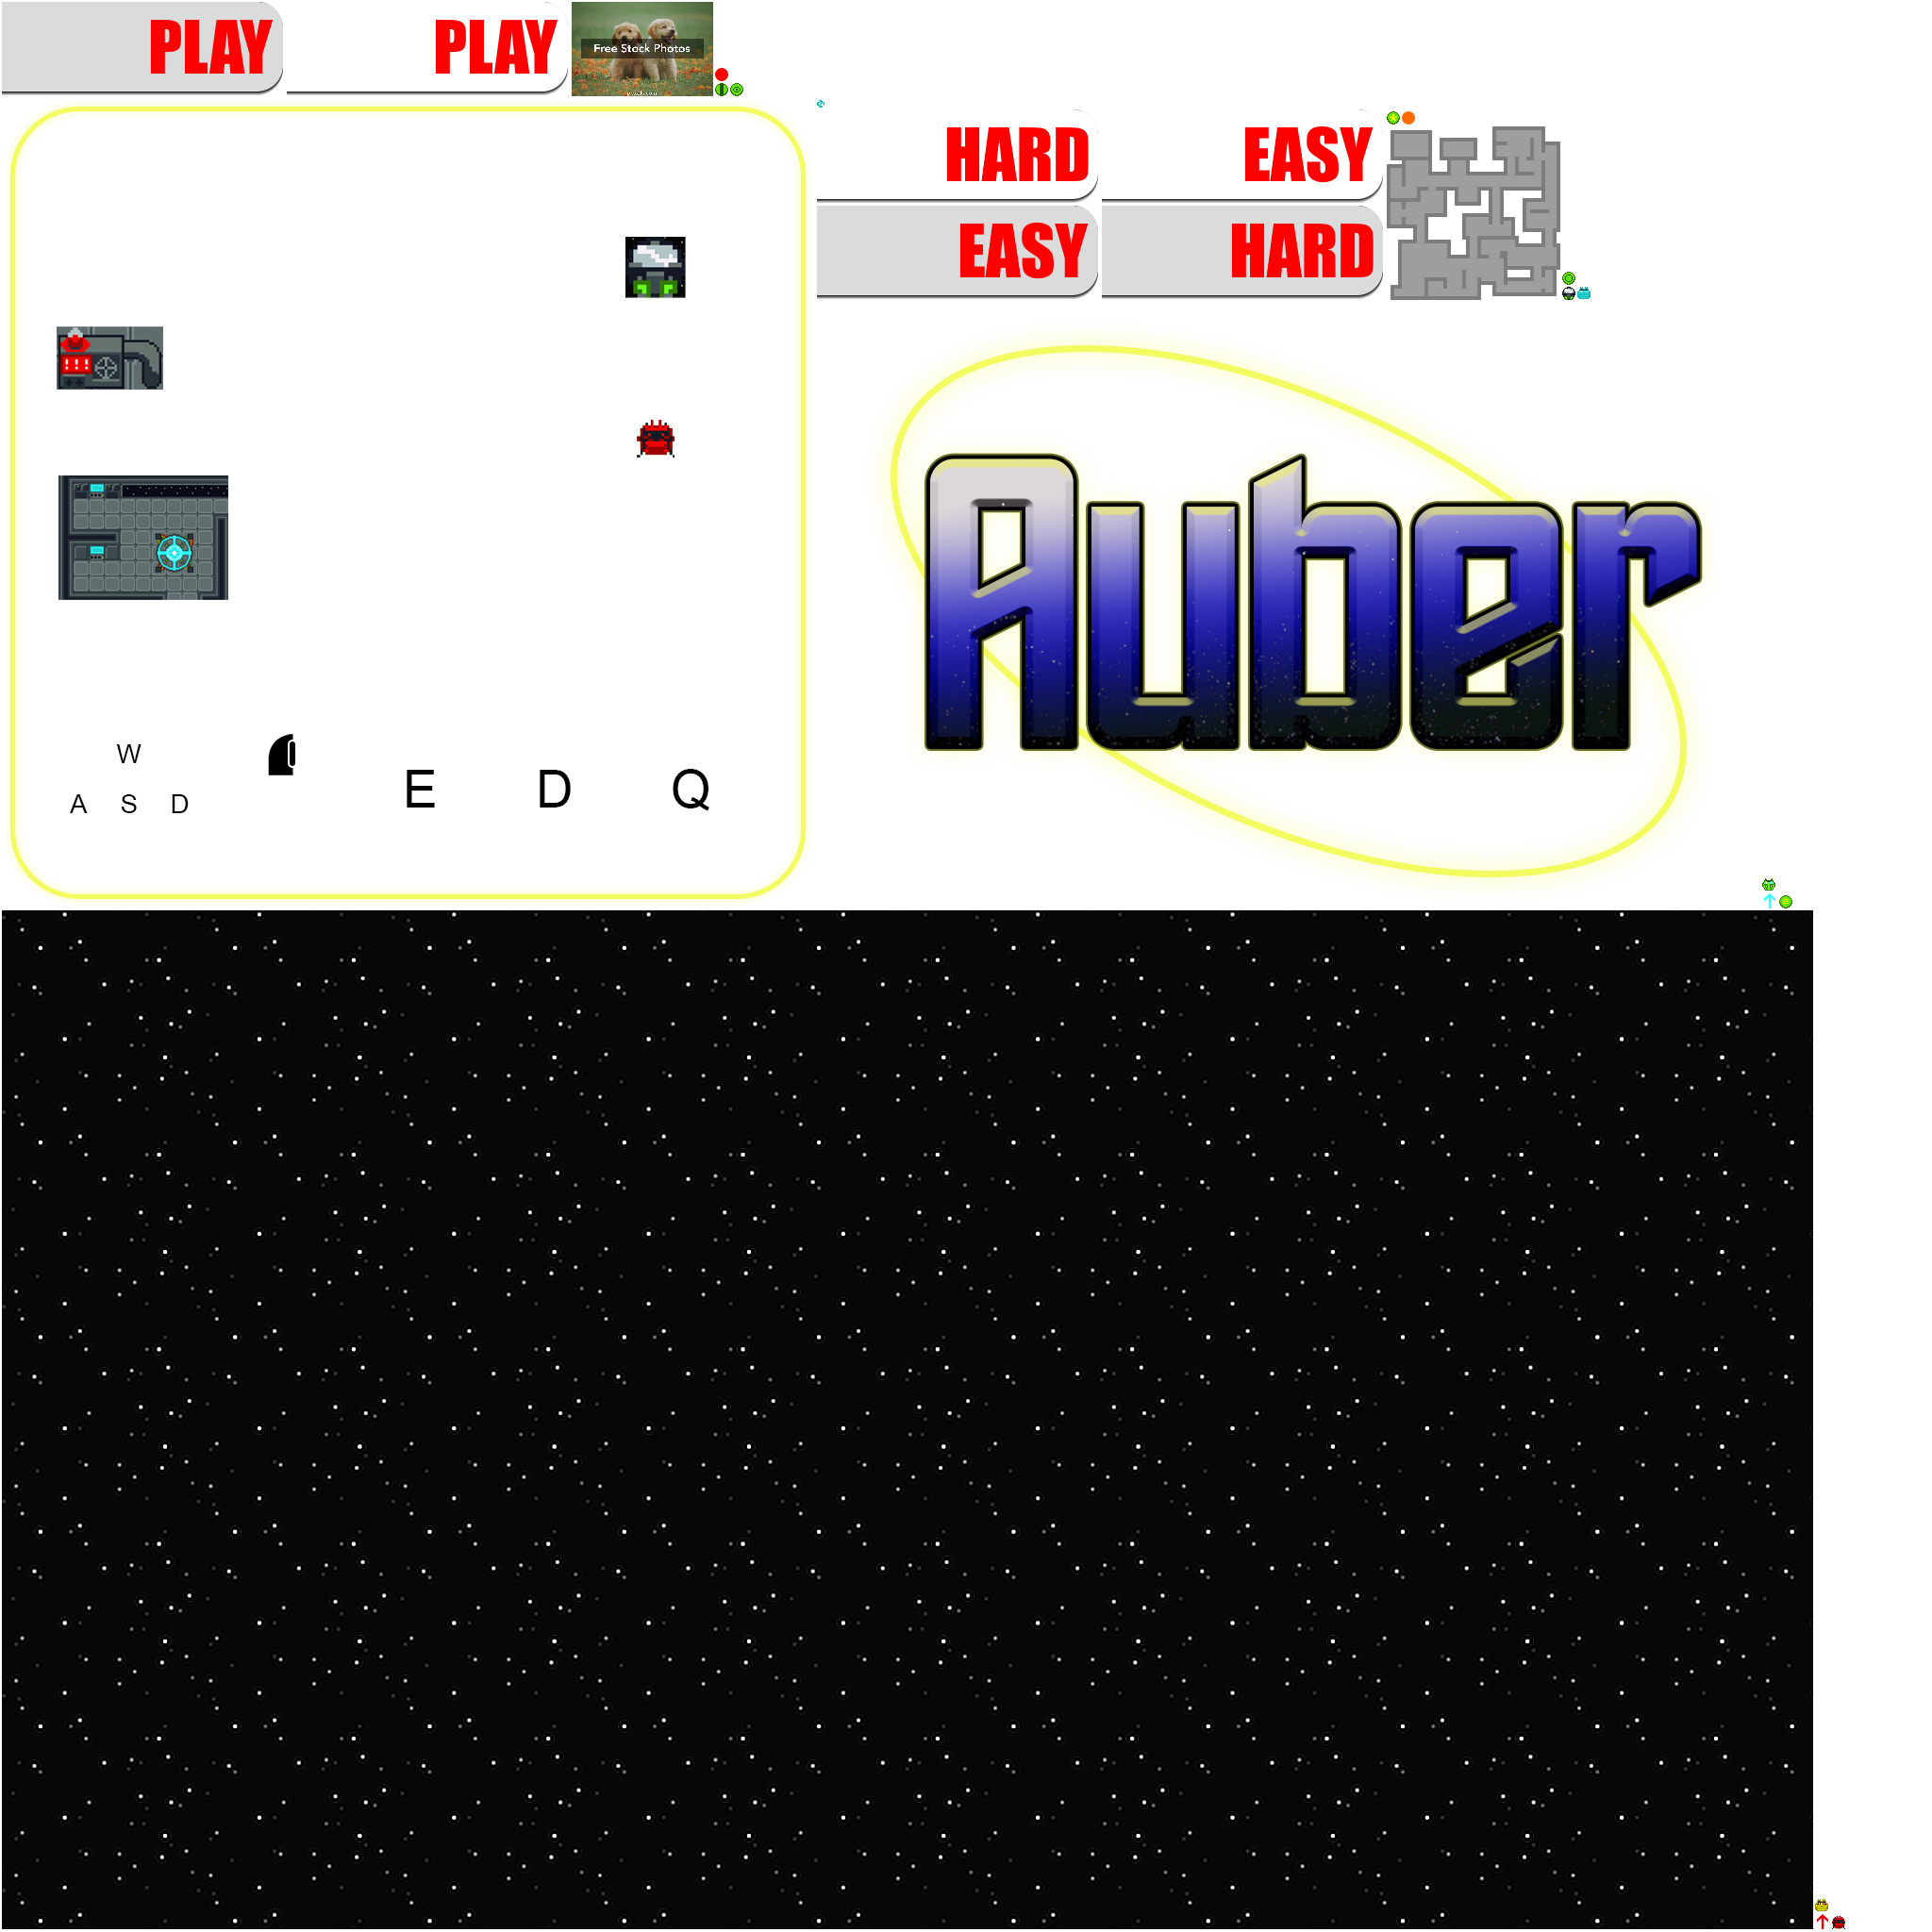 PLAY
PLAY
Free Stock Photos
HARD
EASY
EASY
HARD
Auber
W
A S D
E D Q